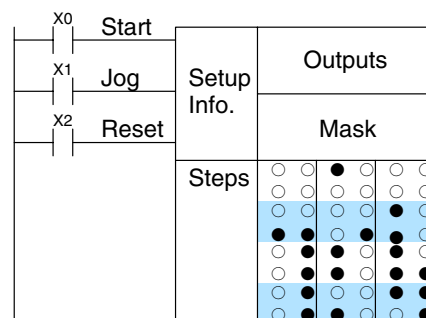 X0
Start
X1
Jog
X2
Reset
Setup
Info.
Outputs
Mask
Steps